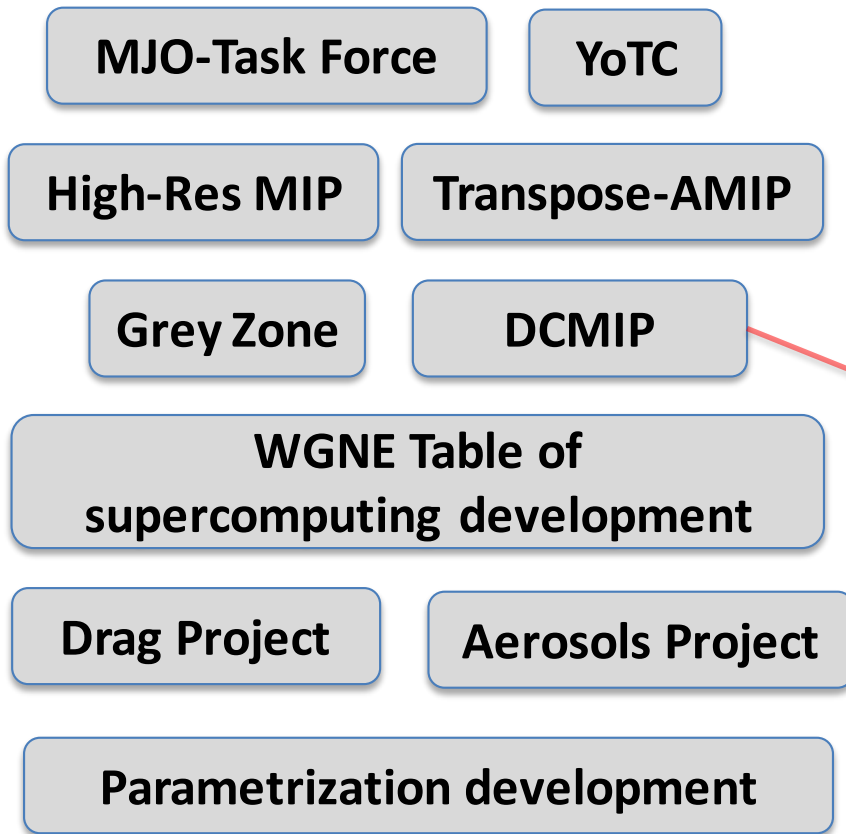 MJO-Task Force
YoTC
High-Res MIP
Transpose-AMIP
Grey Zone
DCMIP
WGNE Table of
supercomputing development
Drag Project
Aerosols Project
Parametrization development